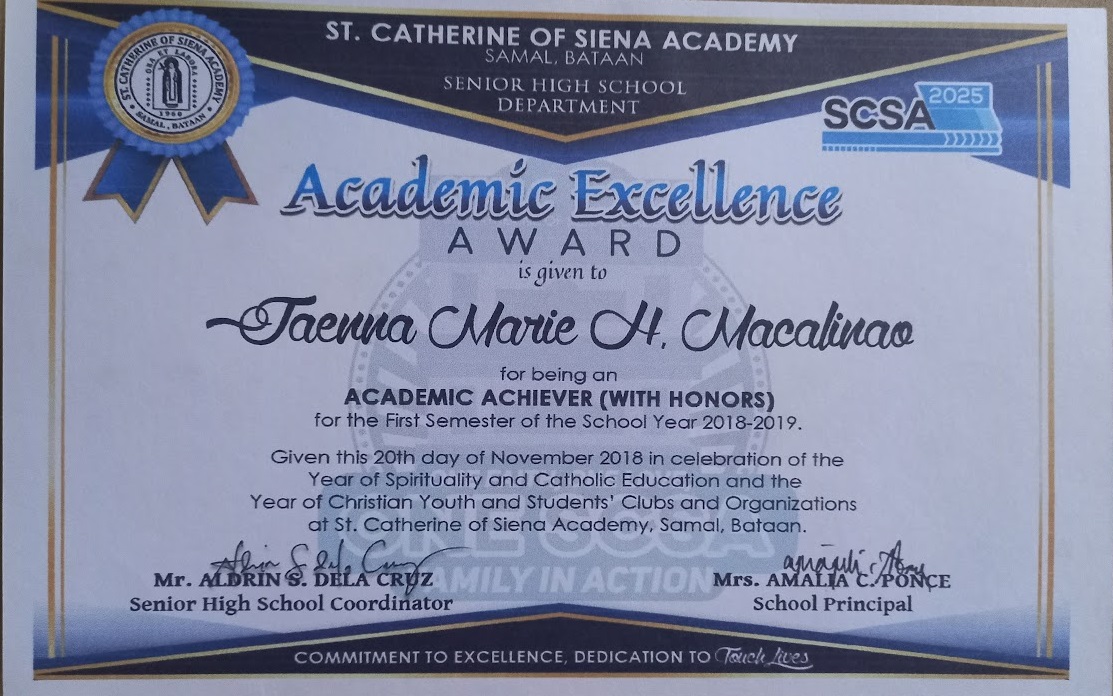 ST. CATHERINE OF SIENA ACADEMY
SAMAL, BATAAN
SENIOR HIGH SCHOOL
DEPARTMENT
ST. CATHERINE OF SIENA ACADEMY
ORA ET LABORA
1960
SAMAL, BATAAN
SCSA 2025
Academic Excellence
AWARD
is given to
Taenna Marie H. Macalinao
for being an
ACADEMIC ACHIEVER (WITH HONORS)
for the First Semester of the School Year 2018-2019.
Given this 20th day of November 2018 in celebration of the
Year of Spirituality and Catholic Education and the
Year of Christian Youth and Students' Clubs and Organizations
at St. Catherine of Siena Academy, Samal, Bataan.
ONE SCSA
FAMILY IN ACTION
Mr. ALDRIN S. DELA CRUZ
Senior High School Coordinator
Mrs. AMALIA C. PONCE
School Principal
COMMITMENT TO EXCELLENCE, DEDICATION TO Touch Lives